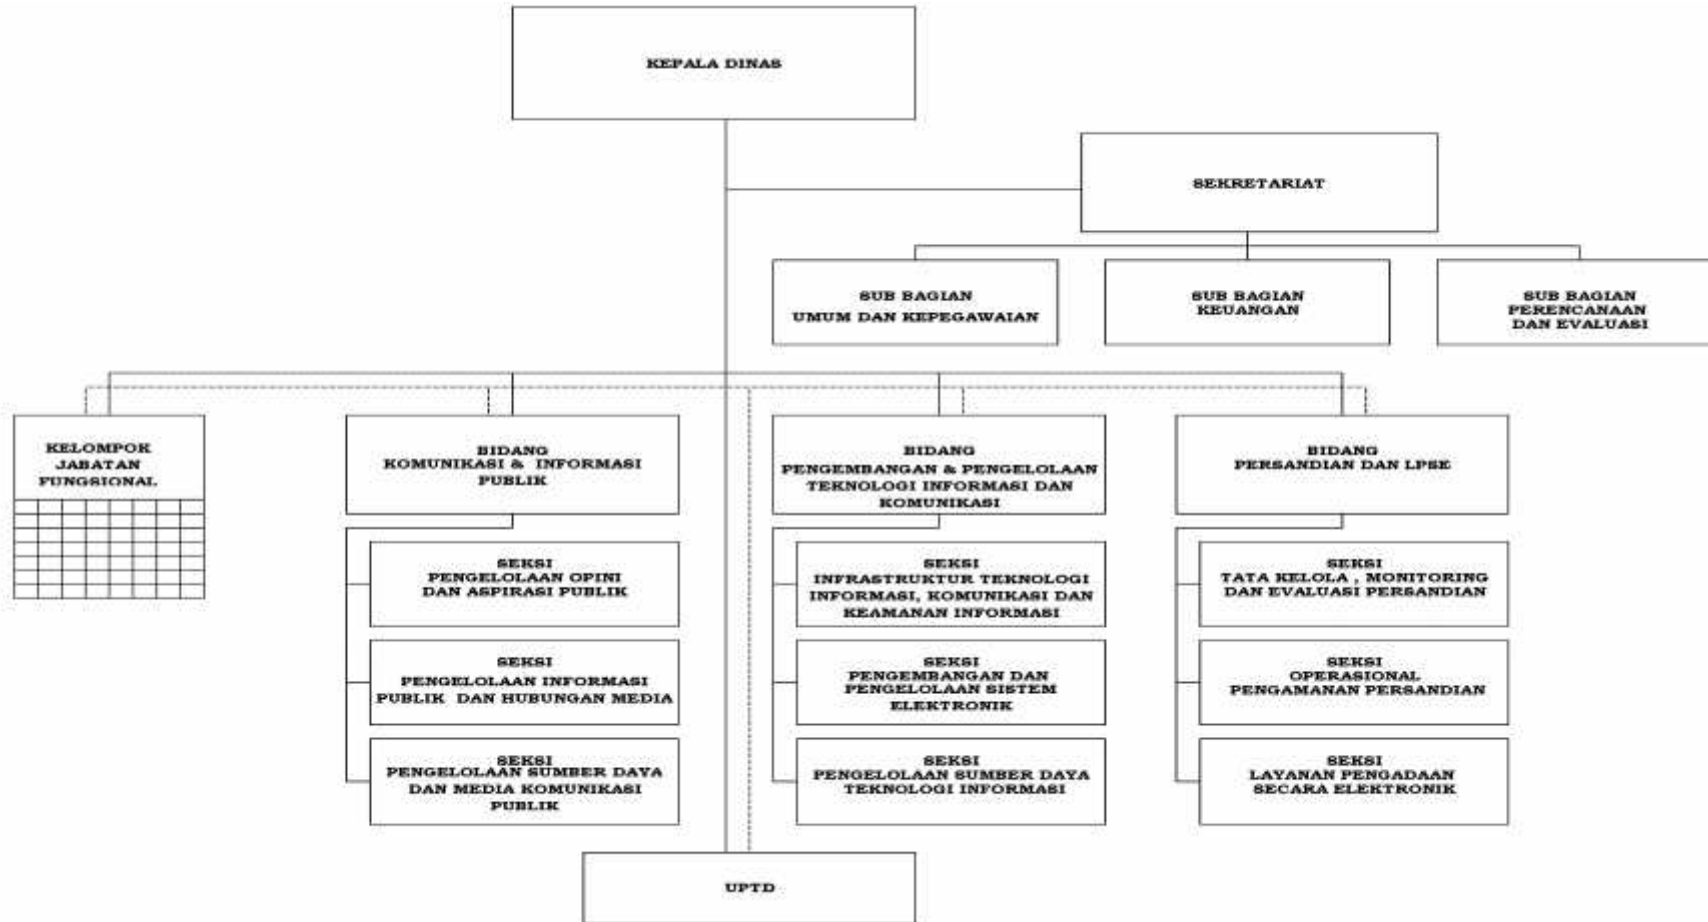 KEPALA DINAS
SEKRETARIAT
SUB BAGIAN
UMUM DAN KEPEGAWAIAN
SUB BAGIAN
KEUANGAN
SUB BAGIAN
PERENCANAAN
DAN EVALUASI
KELOMPOK
JABATAN
FUNGSIONAL
BIDANG
KOMUNIKASI & INFORMASI
PUBLIK
BIDANG
PENGEMBANGAN & PENGELOLAAN
TEKNOLOGI INFORMASI DAN
KOMUNIKASI
BIDANG
PERSANDIAN DAN LPSE
SEKSI
PENGELOLAAN OPINI
DAN ASPIRASI PUBLIK
SEKSI
PENGELOLAAN INFORMASI
PUBLIK DAN HUBUNGAN MEDIA
SEKSI
PENGELOLAAN SUMBER DAYA
DAN MEDIA KOMUNIKASI
PUBLIK
SEKSI
INFRASTRUKTUR TEKNOLOGI
INFORMASI, KOMUNIKASI DAN
KEAMANAN INFORMASI
SEKSI
PENGEMBANGAN DAN
PENGELOLAAN SISTEM
ELEKTRONIK
SEKSI
PENGELOLAAN SUMBER DAYA
TEKNOLOGI INFORMASI
SEKSI
TATA KELOLA , MONITORING
DAN EVALUASI PERSANDIAN
SEKSI
OPERASIONAL
PENGAMANAN PERSANDIAN
SEKSI
LAYANAN PENGADAAN
SECARA ELEKTRONIK
UPTD